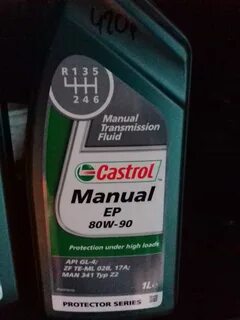 420₽
R 1 3 5
2 4 6
Manual
Transmission
Fluid
Castrol
Manual
EP
80W-90
Protection under high loads
API GL-4;
ZF TE-ML 02B, 17A;
MAN 341 Typ Z2
1L
PROTECTOR SERIES